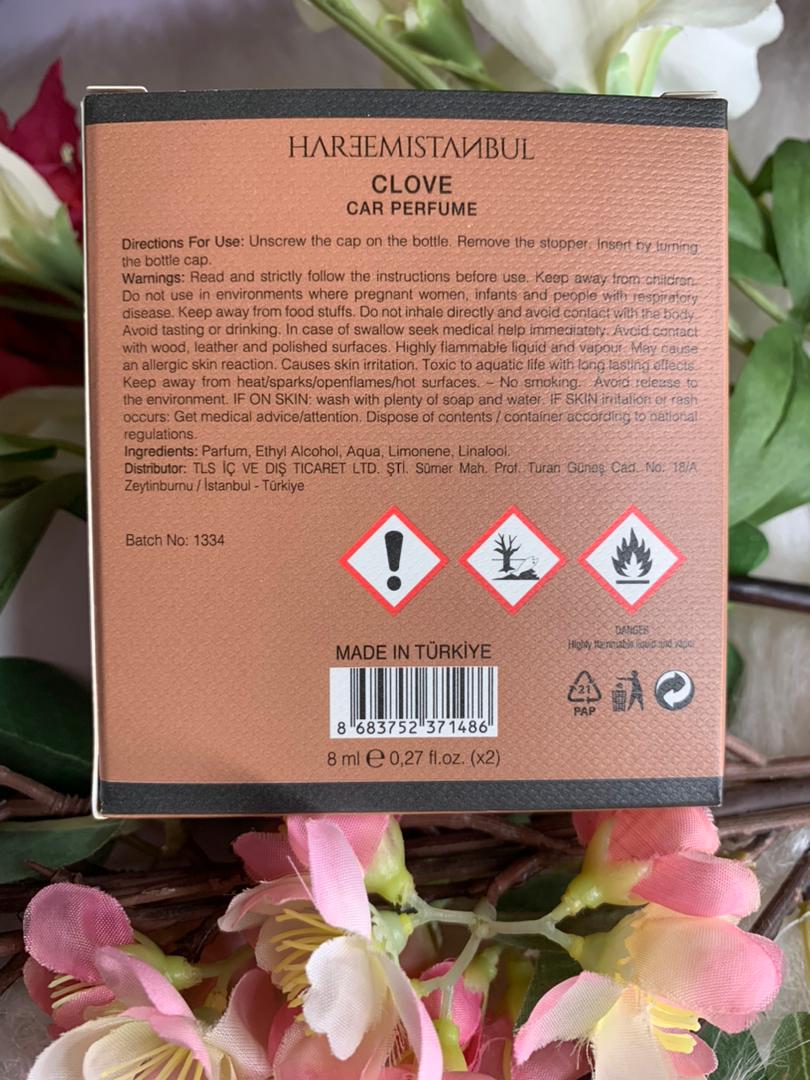 HARƎEMISTAИBUL
CLOVE
CAR PERFUME
Directions For Use: Unscrew the cap on the bottle. Remove the stopper. Insert by turning
the bottle cap.
Warnings: Read and strictly follow the instructions before use. Keep away from children.
Do not use in environments where pregnant women, infants and people with respiratory
disease. Keep away from food stuffs. Do not inhale directly and avoid contact with the body.
Avoid tasting or drinking. In case of swallow seek medical help immediately. Avoid contact
with wood, leather and polished surfaces. Highly flammable liquid and vapour. May cause
an allergic skin reaction. Causes skin irritation. Toxic to aquatic life with long lasting effects.
Keep away from heat/sparks/openflames/hot surfaces. – No smoking. Avoid release to
the environment. IF ON SKIN: wash with plenty of soap and water. IF SKIN irritation or rash
occurs: Get medical advice/attention. Dispose of contents / container according to national
regulations.
Ingredients: Parfum, Ethyl Alcohol, Aqua, Limonene, Linalool.
Distributor: TLS İÇ VE DIŞ TICARET LTD. ŞTİ. Sümer Mah. Prof. Turan Güneş Cad. No. 18/A
Zeytinburnu / İstanbul - Türkiye
Batch No: 1334
DANGER
Highly flammable liquid and vapor
MADE IN TÜRKİYE
21
PAP
8 683752 371486
8 ml ℮ 0,27 fl.oz. (x2)